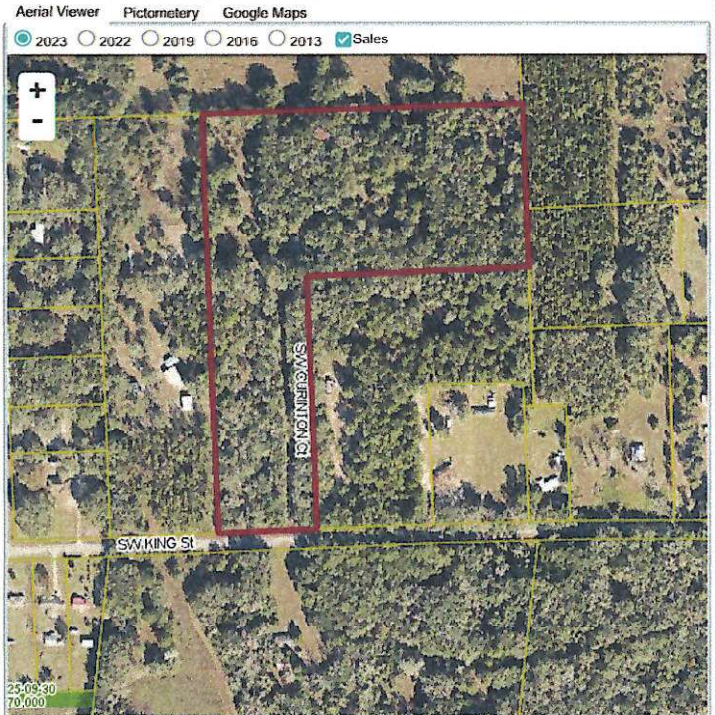 Aerial Viewer Pictometery Google Maps
2023 2022 2019 2016 2013 Sales
+
-
SW CURINTON Ct
SW KING St
25-09-30
70,000